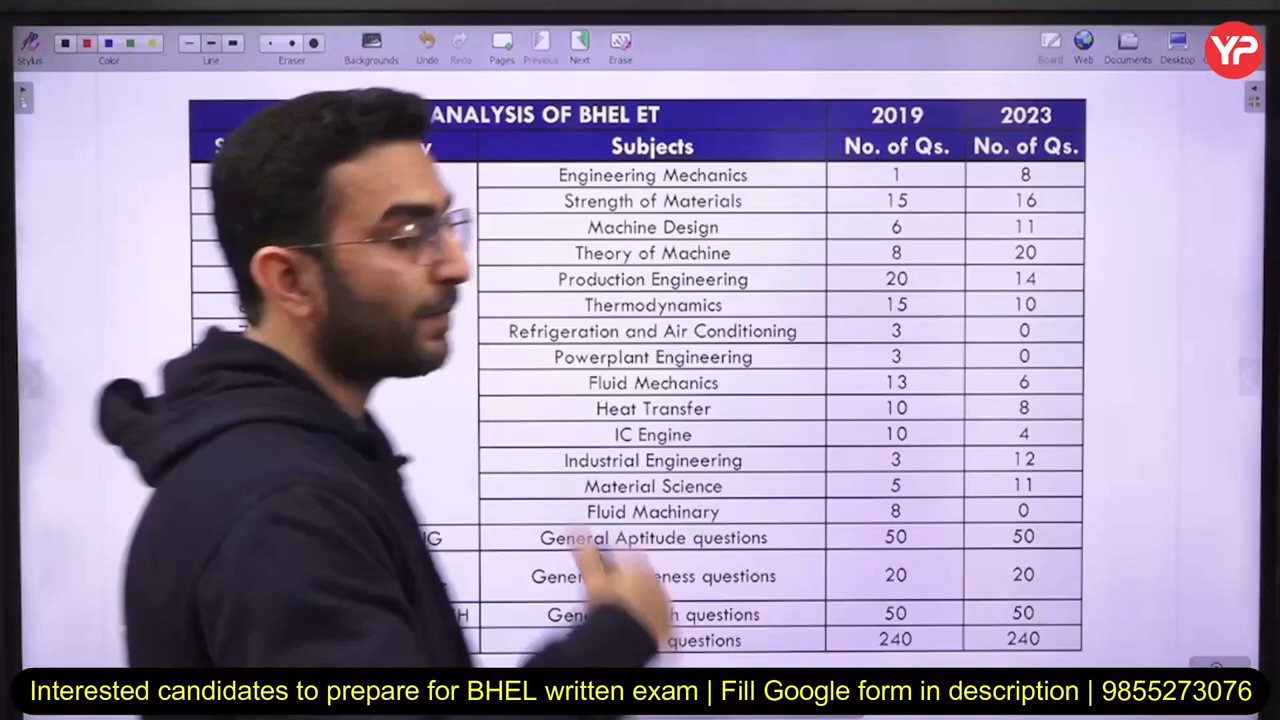 Stylus Color Line Eraser Backgrounds Undo Redo Pages Previous Next Erase Board Web Documents Desktop
YP
ANALYSIS OF BHEL ET 2019 2023
Subjects No. of Qs. No. of Qs.
Engineering Mechanics 1 8
Strength of Materials 15 16
Machine Design 6 11
Theory of Machine 8 20
Production Engineering 20 14
Thermodynamics 15 10
Refrigeration and Air Conditioning 3 0
Powerplant Engineering 3 0
Fluid Mechanics 13 6
Heat Transfer 10 8
IC Engine 10 4
Industrial Engineering 3 12
Material Science 5 11
Fluid Machinary 8 0
General Aptitude questions 50 50
questions 20 20
questions 50 50
questions 240 240
Interested candidates to prepare for BHEL written exam | Fill Google form in description | 9855273076